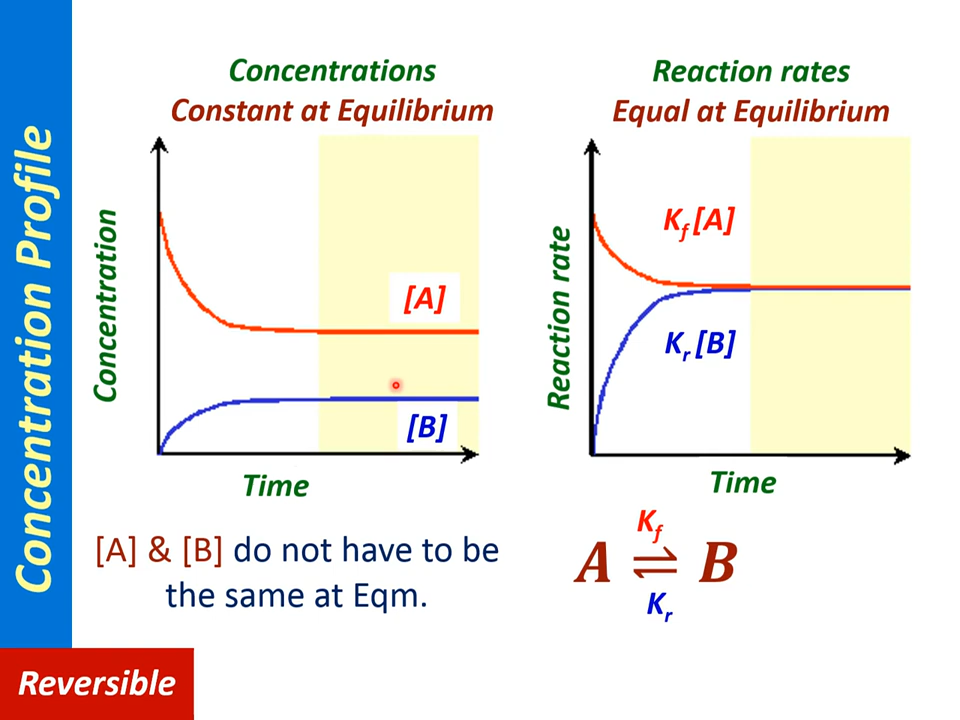 Concentration Profile
Reversible
Concentrations
Constant at Equilibrium
Concentration
[A]
[B]
Time
[A] & [B] do not have to be
the same at Eqm.
Reaction rates
Equal at Equilibrium
Reaction rate
Kf [A]
Kr [B]
Time
Kf
A ⇌ B
Kr